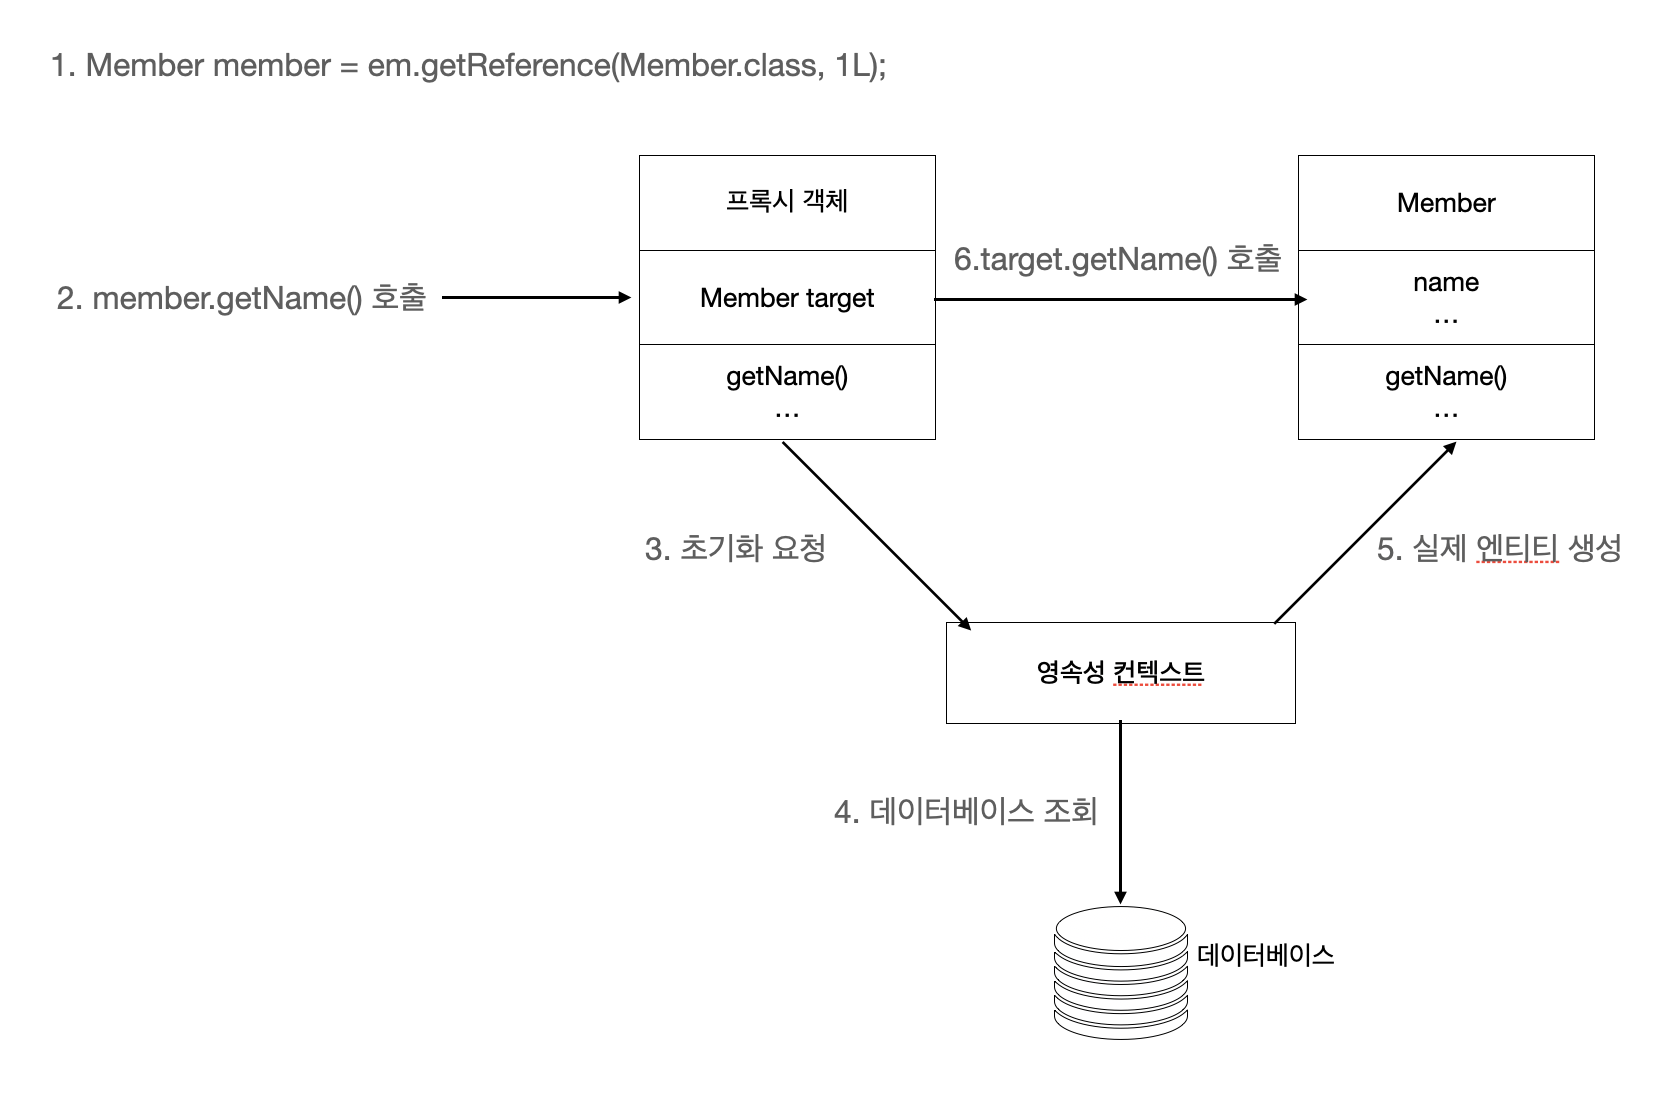 1. Member member = em.getReference(Member.class, 1L);
프록시 객체
Member
2. member.getName() 호출
Member target
6.target.getName() 호출
name
...
getName()
...
getName()
...
3. 초기화 요청
5. 실제 엔티티 생성
영속성 컨텍스트
4. 데이터베이스 조회
데이터베이스